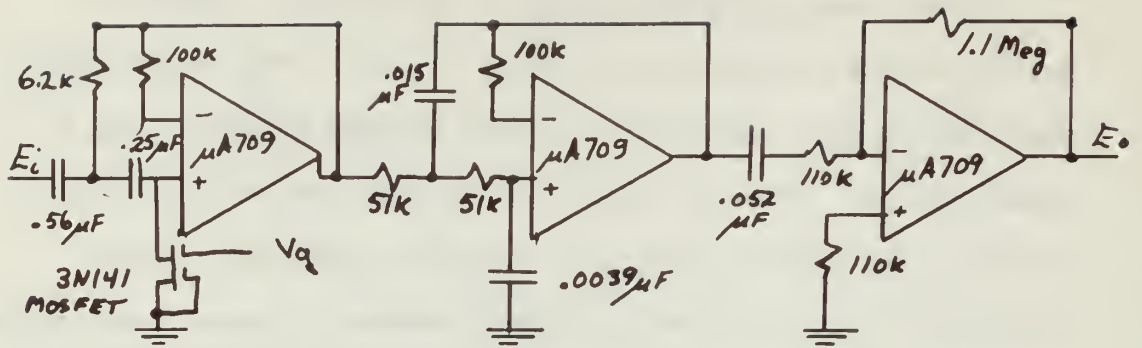 6.2K
100K
.25μF
Ei
.56μF
μA709
-
+
3N141
MOSFET
Vg
51K
.015
μF
51K
100K
μA709
-
+
.0039μF
.052
μF
110K
1.1 Meg
μA709
-
+
110K
Eo